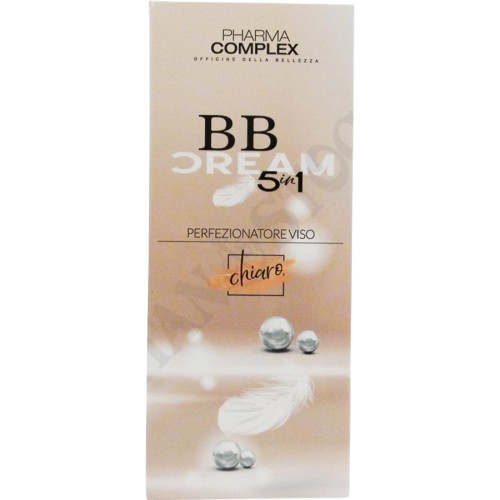 PHARMA
COMPLEX
OFFICINE DELLA BELLEZZA
BB
CREAM
5in1
PERFEZIONATORE VISO
chiaro.